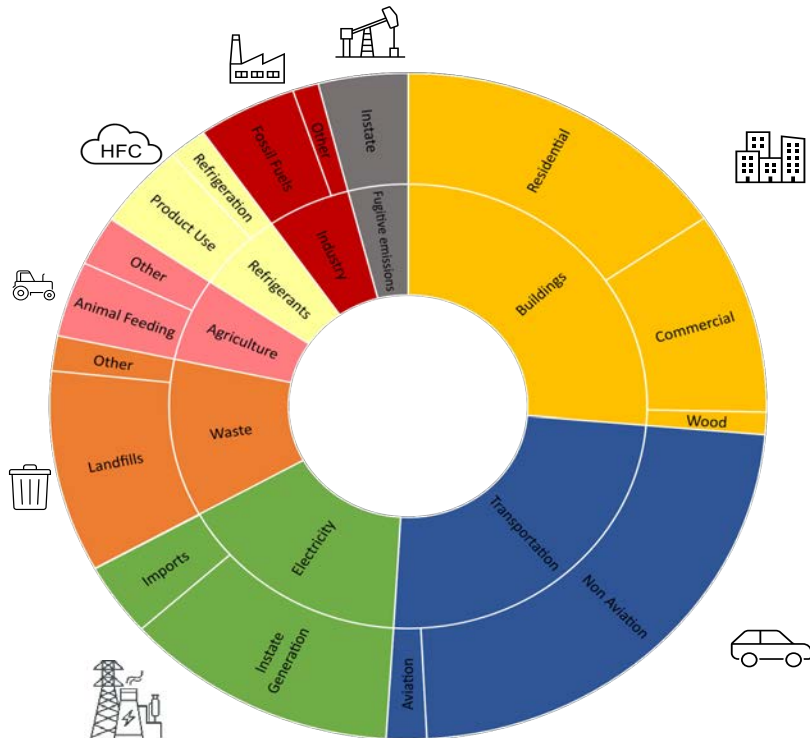 HFC
Instate
Fugitive emissions
Residential
Buildings
Commercial
Wood
Transportation
Non Aviation
Aviation
Electricity
Instate
Generation
Imports
Waste
Landfills
Other
Agriculture
Animal Feeding
Other
Refrigerants
Product Use
Refrigeration
Industry
Fossil Fuels
Other